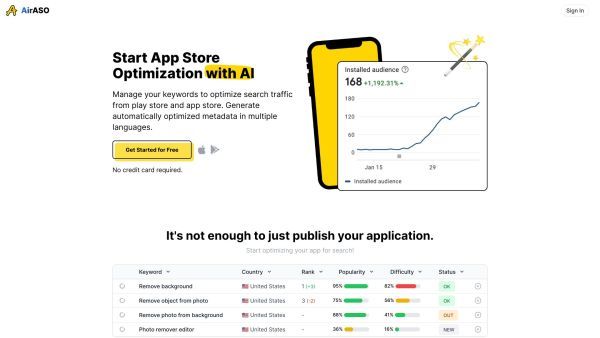 AirASO
Sign In
Start App Store
Optimization with AI
Manage your keywords to optimize search traffic
from play store and app store. Generate
automatically optimized metadata in multiple
languages.
Get Started for Free
No credit card required.
Installed audience ?
168 +1,192.31%
180
120
60
0
Jan 15 29
Installed audience
It's not enough to just publish your application.
Start optimizing your app for search!
Keyword Country Rank Popularity Difficulty Status
Remove background United States 1 (+3) 95% 82% OK
Remove object from photo United States 3 (-2) 75% 56% OK
Remove photo from background United States - 88% 41% OUT
Photo remover editor United States - 36% 16% NEW